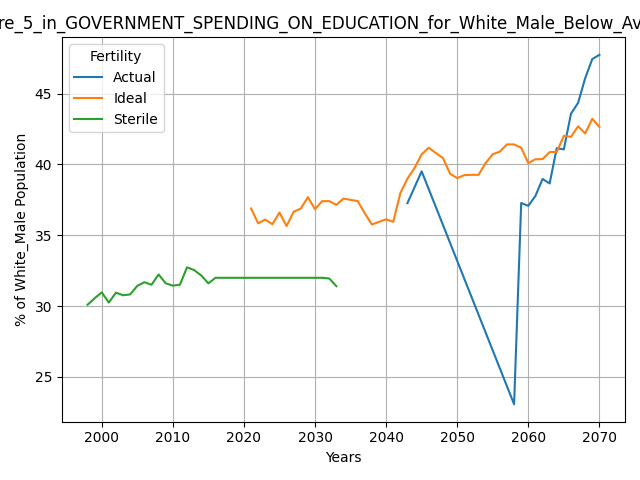 re_5_in_GOVERNMENT_SPENDING_ON_EDUCATION_for_White_Male_Below_Av
Fertility
Actual
Ideal
Sterile
45
40
35
30
25
% of White_Male Population
2000 2010 2020 2030 2040 2050 2060 2070
Years